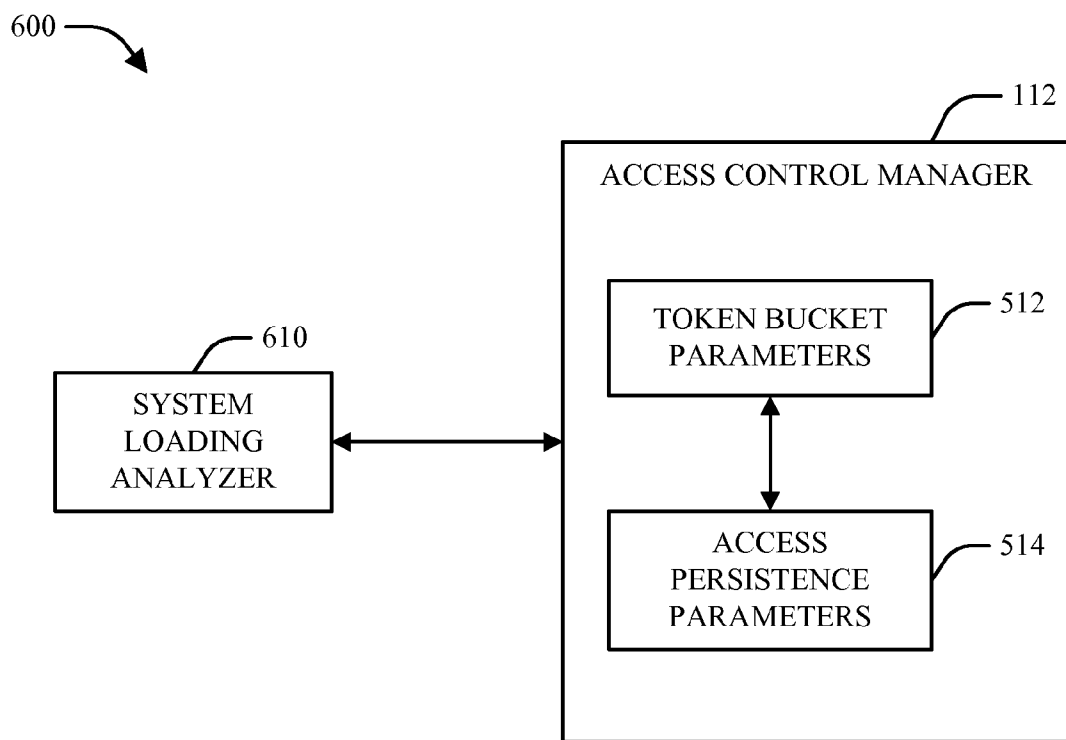 600
112
ACCESS CONTROL MANAGER
TOKEN BUCKET
PARAMETERS
512
610
SYSTEM
LOADING
ANALYZER
ACCESS
PERSISTENCE
PARAMETERS
514